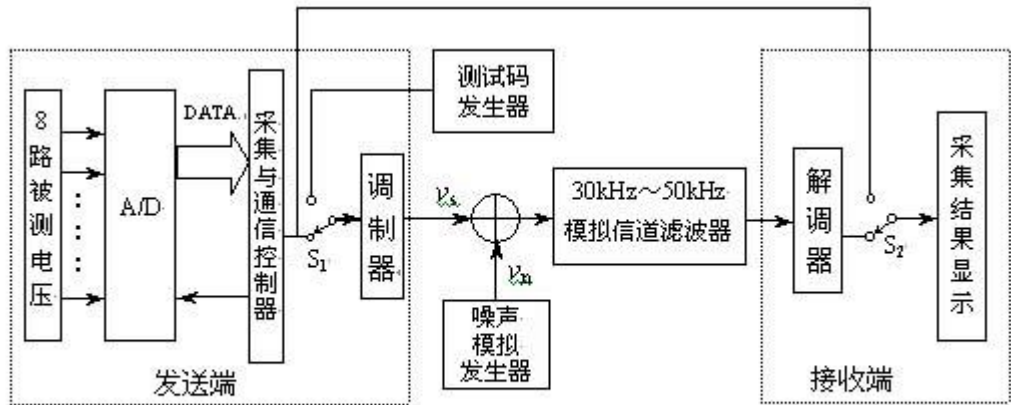 8路被测电压
A/D
DATA
采集与通信控制器
S1
调制器
发送端
测试码
发生器
vs
vn
噪声
模拟
发生器
30kHz～50kHz
模拟信道滤波器
解调器
S2
采集结果显示
接收端